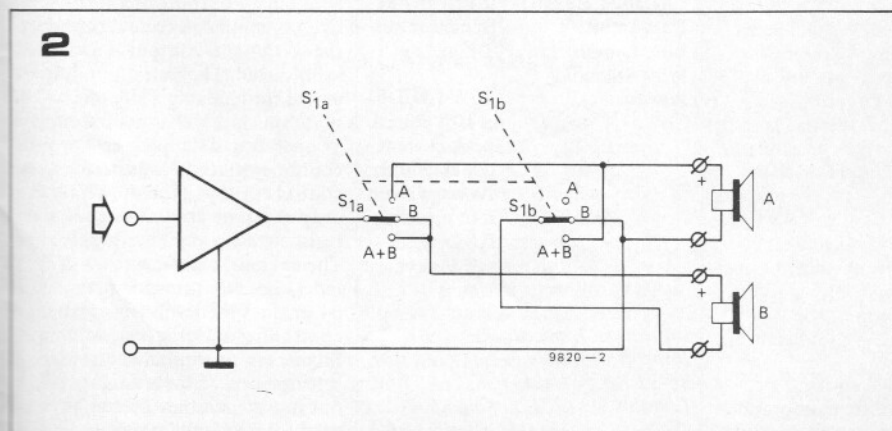 2
S'1a S'1b
A A
S1a B S1b B
A+B A+B
+
A
+
B
9820 – 2